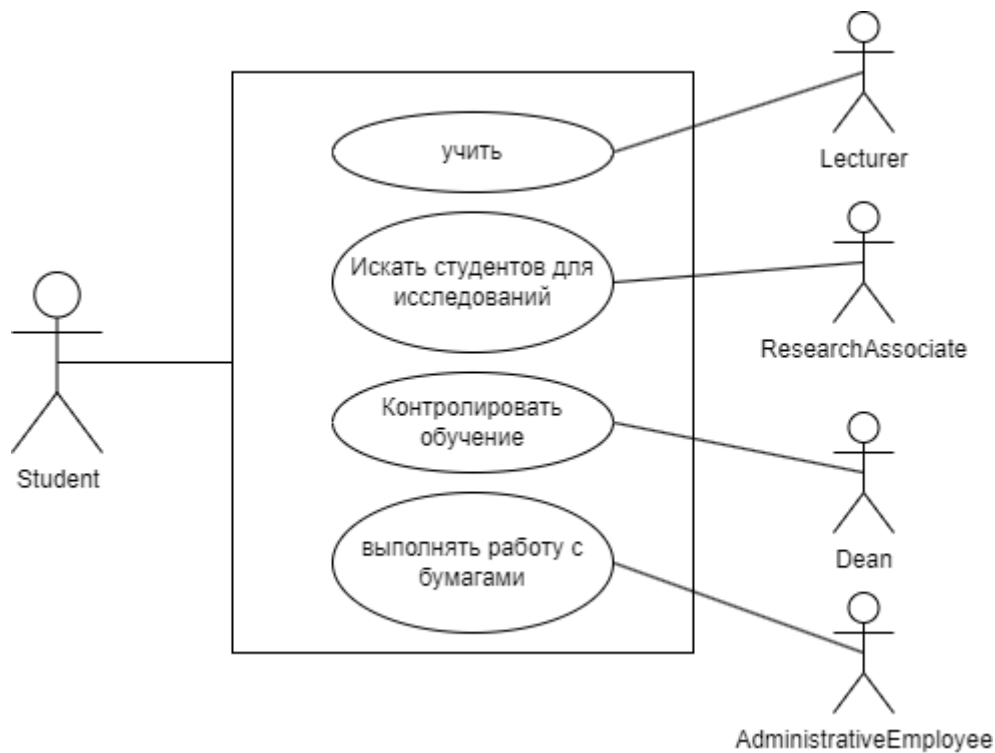 Lecturer
учить
ResearchAssociate
Искать студентов для
исследований
Student
Контролировать
обучение
Dean
выполнять работу с
бумагами
AdministrativeEmployee